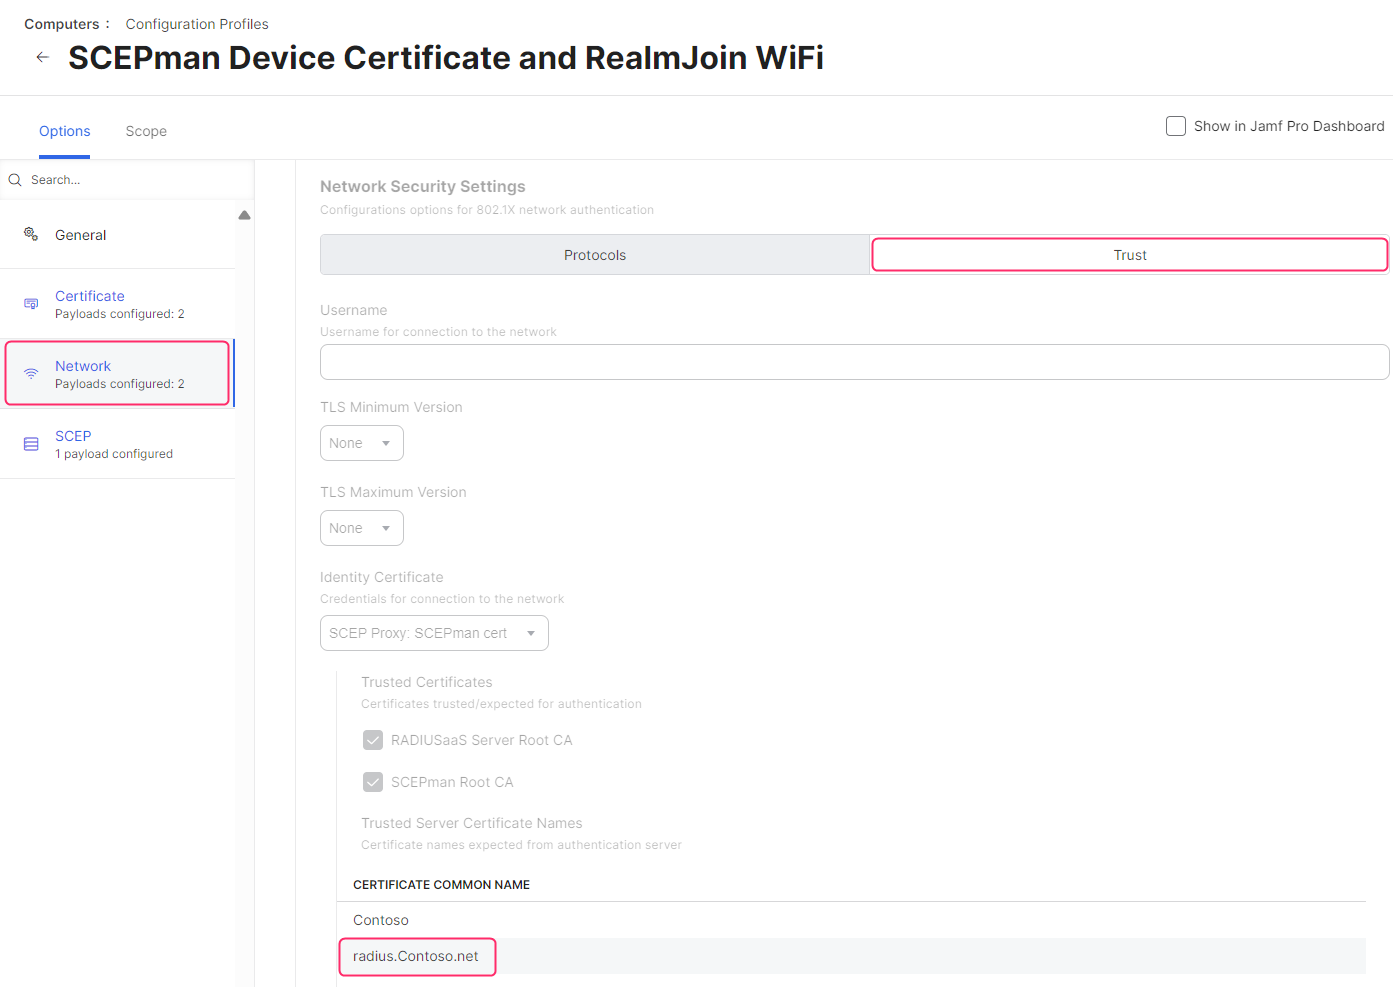 Computers : Configuration Profiles
← SCEPman Device Certificate and RealmJoin WiFi
Options Scope
Show in Jamf Pro Dashboard
Search...
General
Certificate
Payloads configured: 2
Network
Payloads configured: 2
SCEP
1 payload configured
Network Security Settings
Configurations options for 802.1X network authentication
Protocols Trust
Username
Username for connection to the network
TLS Minimum Version
None
TLS Maximum Version
None
Identity Certificate
Credentials for connection to the network
SCEP Proxy: SCEPman cert
Trusted Certificates
Certificates trusted/expected for authentication
RADIUSaaS Server Root CA
SCEPman Root CA
Trusted Server Certificate Names
Certificate names expected from authentication server
CERTIFICATE COMMON NAME
Contoso
radius.Contoso.net